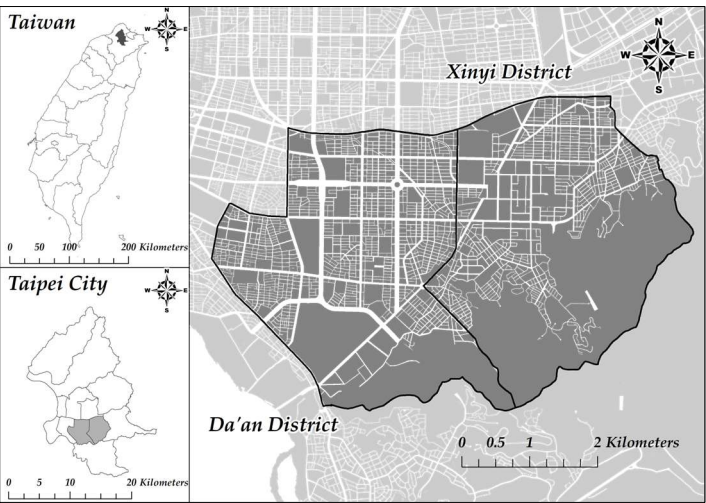 Taiwan
N
W
E
S
0 50 100 200 Kilometers
Taipei City
N
W
E
S
0 5 10 20 Kilometers
Xinyi District
N
W
E
S
Da'an District
0 0.5 1 2 Kilometers